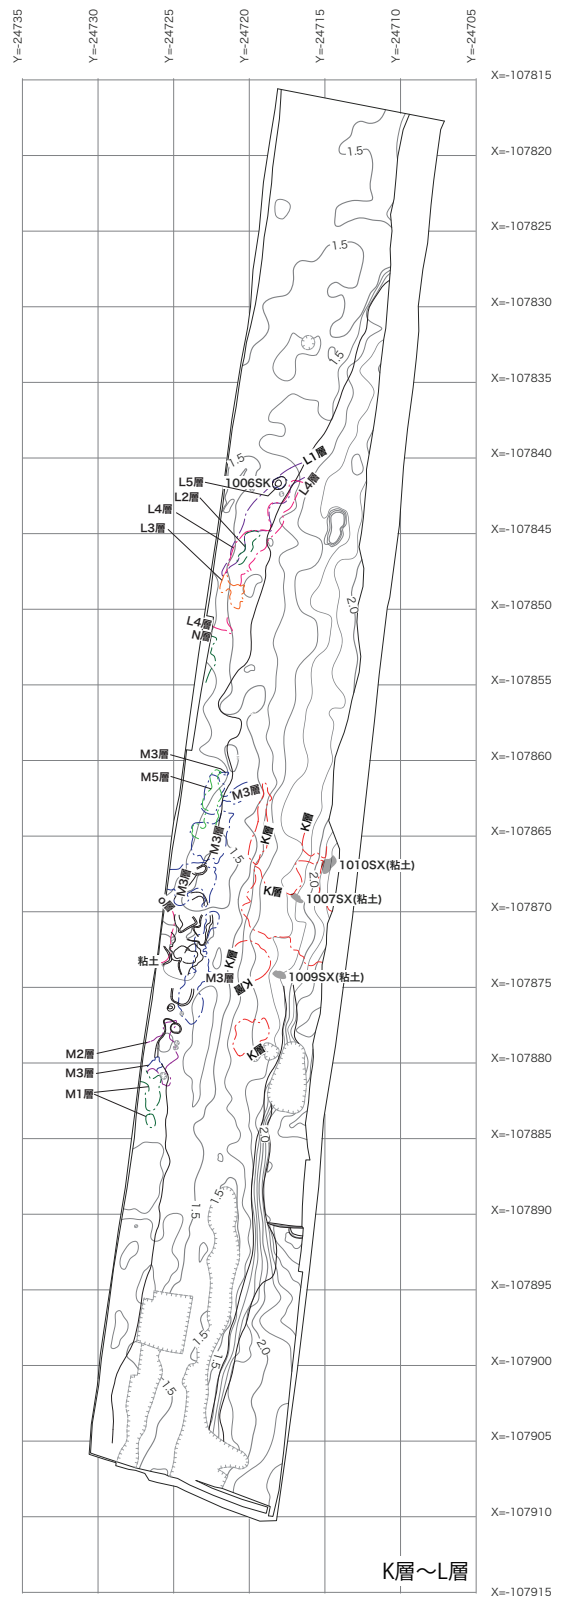 Y=-24735
Y=-24730
Y=-24725
Y=-24720
Y=-24715
Y=-24710
Y=-24705
X=-107815
X=-107820
1.5
X=-107825
1.5
X=-107830
1.5
X=-107835
X=-107840
1.5
L1層
L5層
1006SK
L4層
L2層
L4層
L3層
X=-107845
2.0
X=-107850
L4層
N層
X=-107855
M3層
X=-107860
M5層
M3層
K層
K層
M3層
X=-107865
1.5
1010SX(粘土)
M3層
K層
2.0
1007SX(粘土)
X=-107870
粘土
K層
M3層
K層
1009SX(粘土)
X=-107875
M2層
K層
M3層
X=-107880
M1層
2.0
X=-107885
1.5
1.5
X=-107890
X=-107895
1.5
2.0
1.5
X=-107900
1.5
X=-107905
X=-107910
K層〜L層
X=-107915